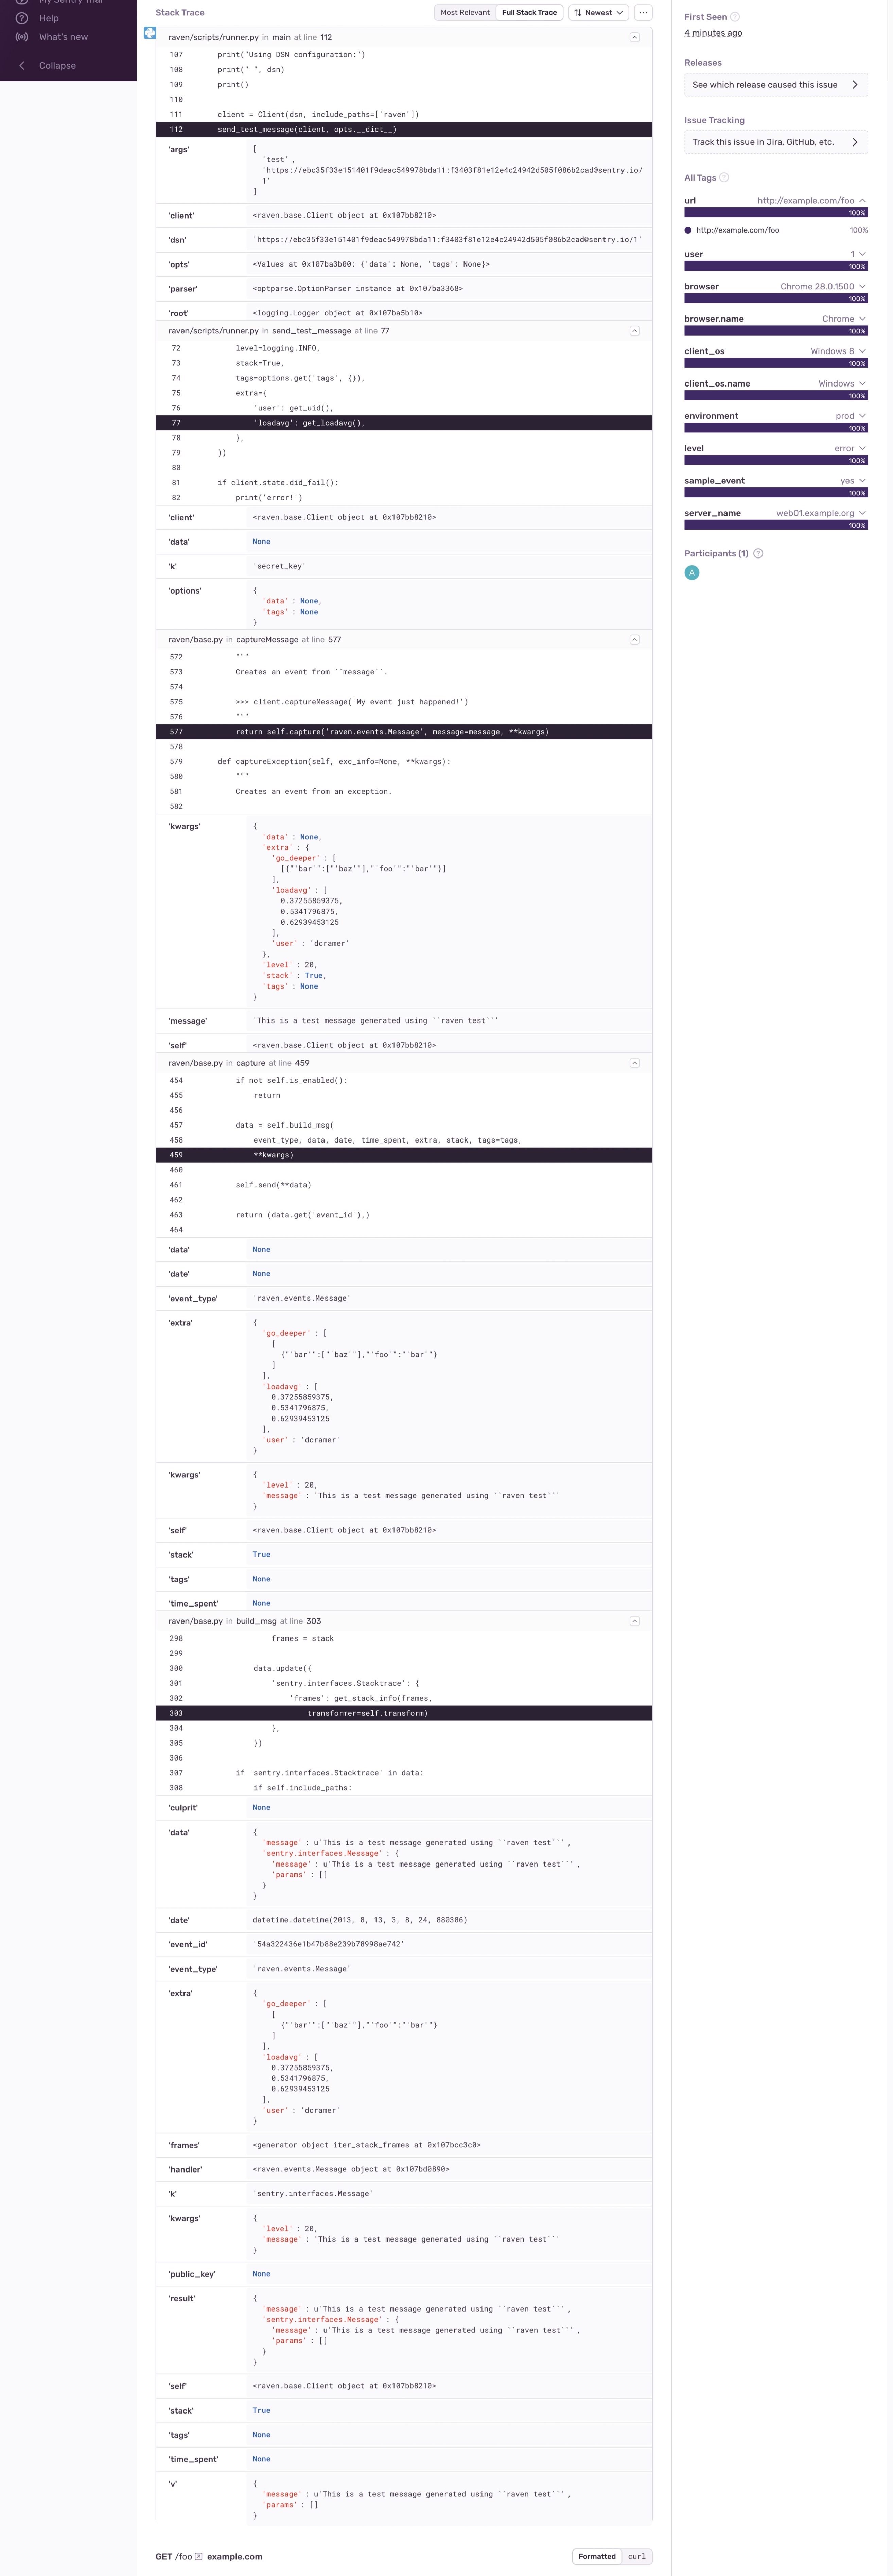 My Sentry Trial
Help
What's new
Collapse
Stack Trace
Most Relevant
Full Stack Trace
Newest
raven/scripts/runner.py in main at line 112
107 print("Using DSN configuration:")
108 print(" ", dsn)
109 print()
110
111 client = Client(dsn, include_paths=['raven'])
112 send_test_message(client, opts.__dict__)
'args'
[
'test' ,
'https://ebc35f33e151401f9deac549978bda11:f3403f81e12e4c24942d505f086b2cad@sentry.io/
1'
]
'client' <raven.base.Client object at 0x107bb8210>
'dsn' 'https://ebc35f33e151401f9deac549978bda11:f3403f81e12e4c24942d505f086b2cad@sentry.io/1'
'opts' <Values at 0x107ba3b00: {'data': None, 'tags': None}>
'parser' <optparse.OptionParser instance at 0x107ba3368>
'root' <logging.Logger object at 0x107ba5b10>
raven/scripts/runner.py in send_test_message at line 77
72 level=logging.INFO,
73 stack=True,
74 tags=options.get('tags', {}),
75 extra={
76 'user': get_uid(),
77 'loadavg': get_loadavg(),
78 },
79 ))
80
81 if client.state.did_fail():
82 print('error!')
'client' <raven.base.Client object at 0x107bb8210>
'data' None
'k' 'secret_key'
'options' {
'data' : None,
'tags' : None
}
raven/base.py in captureMessage at line 577
572 """
573 Creates an event from ``message``.
574
575 >>> client.captureMessage('My event just happened!')
576 """
577 return self.capture('raven.events.Message', message=message, **kwargs)
578
579 def captureException(self, exc_info=None, **kwargs):
580 """
581 Creates an event from an exception.
582
'kwargs' {
'data' : None,
'extra' : {
'go_deeper' : [
[{"'bar'":["'baz'"],"'foo'":"'bar'"}]
],
'loadavg' : [
0.37255859375,
0.5341796875,
0.62939453125
],
'user' : 'dcramer'
},
'level' : 20,
'stack' : True,
'tags' : None
}
'message' 'This is a test message generated using ``raven test``'
'self' <raven.base.Client object at 0x107bb8210>
raven/base.py in capture at line 459
454 if not self.is_enabled():
455 return
456
457 data = self.build_msg(
458 event_type, data, date, time_spent, extra, stack, tags=tags,
459 **kwargs)
460
461 self.send(**data)
462
463 return (data.get('event_id'),)
464
'data' None
'date' None
'event_type' 'raven.events.Message'
'extra' {
'go_deeper' : [
[
{"'bar'":["'baz'"],"'foo'":"'bar'"}
]
],
'loadavg' : [
0.37255859375,
0.5341796875,
0.62939453125
],
'user' : 'dcramer'
}
'kwargs' {
'level' : 20,
'message' : 'This is a test message generated using ``raven test``'
}
'self' <raven.base.Client object at 0x107bb8210>
'stack' True
'tags' None
'time_spent' None
raven/base.py in build_msg at line 303
298 frames = stack
299
300 data.update({
301 'sentry.interfaces.Stacktrace': {
302 'frames': get_stack_info(frames,
303 transformer=self.transform)
304 },
305 })
306
307 if 'sentry.interfaces.Stacktrace' in data:
308 if self.include_paths:
'culprit' None
'data' {
'message' : u'This is a test message generated using ``raven test``' ,
'sentry.interfaces.Message' : {
'message' : u'This is a test message generated using ``raven test``' ,
'params' : []
}
}
'date' datetime.datetime(2013, 8, 13, 3, 8, 24, 880386)
'event_id' '54a322436e1b47b88e239b78998ae742'
'event_type' 'raven.events.Message'
'extra' {
'go_deeper' : [
[
{"'bar'":["'baz'"],"'foo'":"'bar'"}
]
],
'loadavg' : [
0.37255859375,
0.5341796875,
0.62939453125
],
'user' : 'dcramer'
}
'frames' <generator object iter_stack_frames at 0x107bcc3c0>
'handler' <raven.events.Message object at 0x107bd0890>
'k' 'sentry.interfaces.Message'
'kwargs' {
'level' : 20,
'message' : 'This is a test message generated using ``raven test``'
}
'public_key' None
'result' {
'message' : u'This is a test message generated using ``raven test``' ,
'sentry.interfaces.Message' : {
'message' : u'This is a test message generated using ``raven test``' ,
'params' : []
}
}
'self' <raven.base.Client object at 0x107bb8210>
'stack' True
'tags' None
'time_spent' None
'v' {
'message' : u'This is a test message generated using ``raven test``' ,
'params' : []
}
GET /foo example.com
Formatted
curl
First Seen
4 minutes ago
Releases
See which release caused this issue
Issue Tracking
Track this issue in Jira, GitHub, etc.
All Tags
url http://example.com/foo
100%
http://example.com/foo 100%
user 1
100%
browser Chrome 28.0.1500
100%
browser.name Chrome
100%
client_os Windows 8
100%
client_os.name Windows
100%
environment prod
100%
level error
100%
sample_event yes
100%
server_name web01.example.org
100%
Participants (1)
A